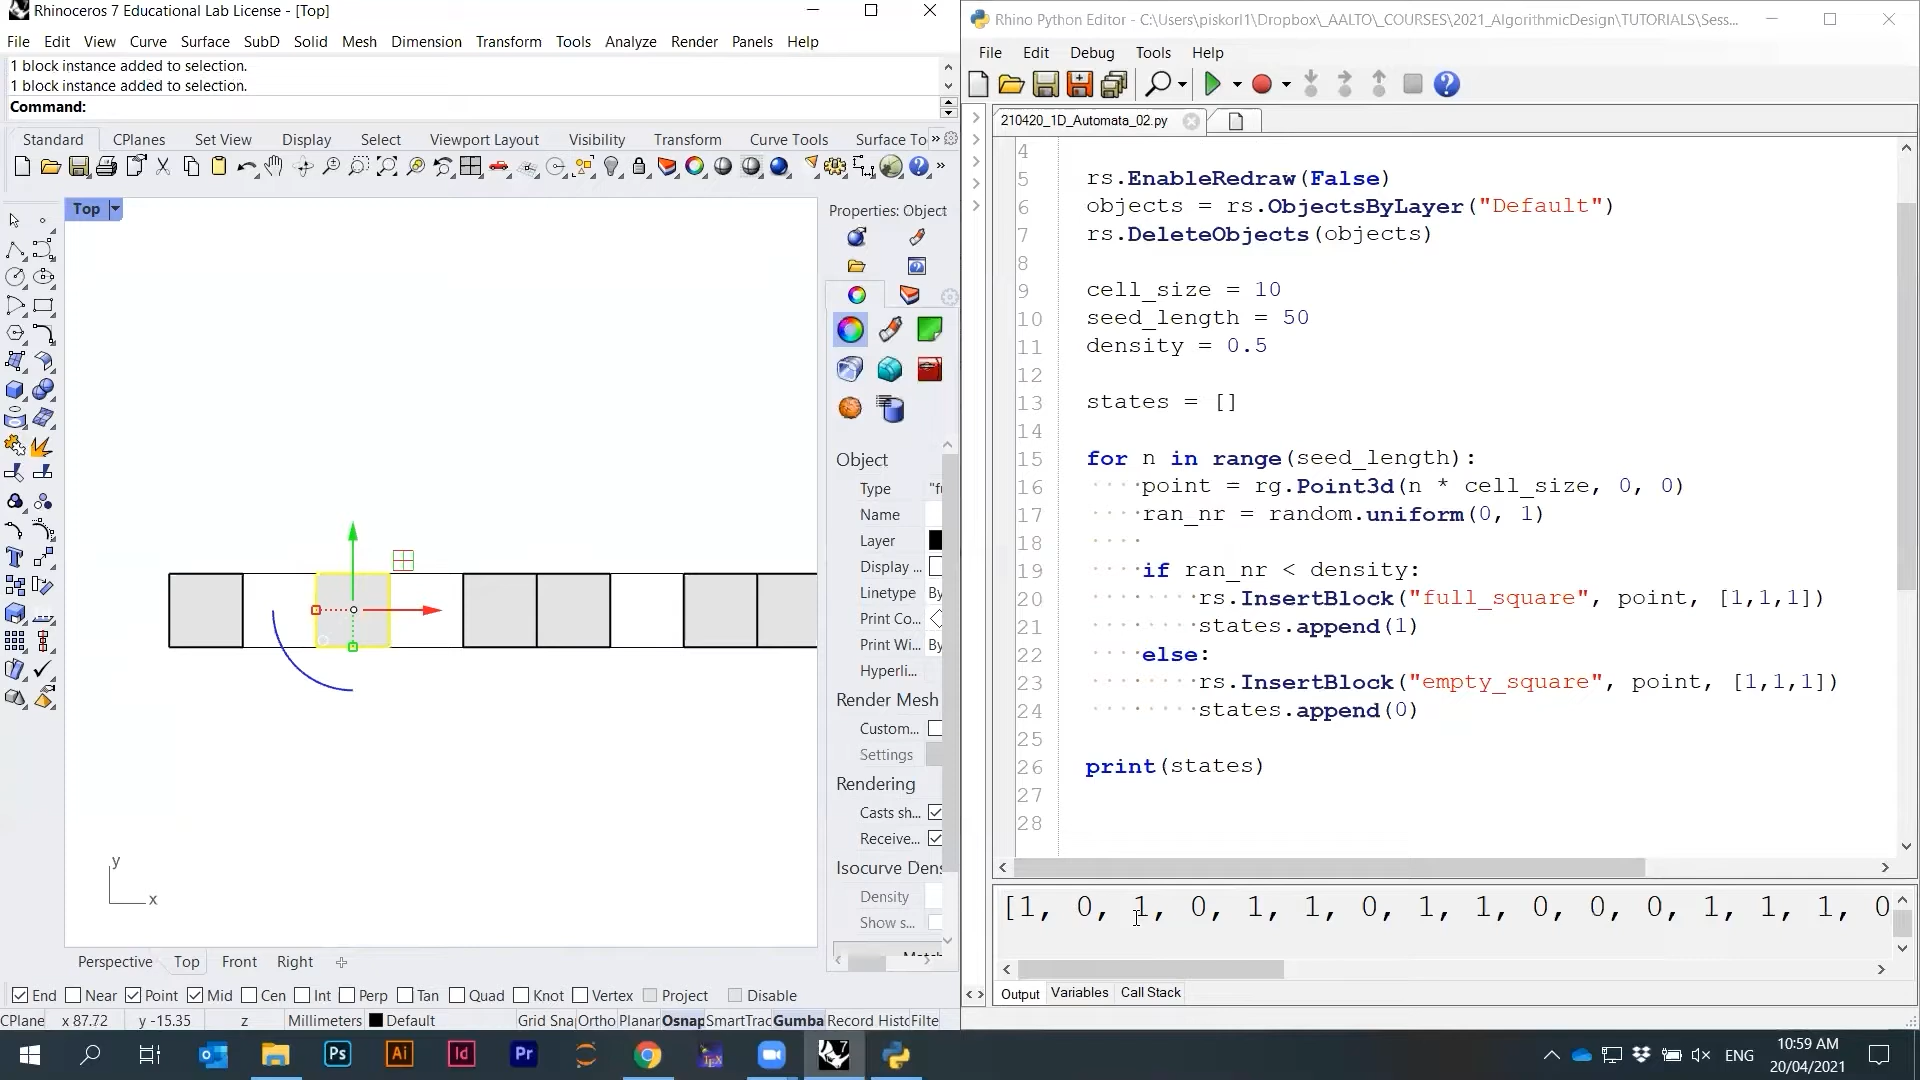 Rhinoceros 7 Educational Lab License - [Top]
File Edit View Curve Surface SubD Solid Mesh Dimension Transform Tools Analyze Render Panels Help
1 block instance added to selection.
1 block instance added to selection.
Command:
Standard CPlanes Set View Display Select Viewport Layout Visibility Transform Curve Tools Surface To »
Top
Properties: Object
Object
Type "fu
Name
Layer
Display ...
Linetype By
Print Co...
Print Wi... By
Hyperli...
Render Mesh
Custom...
Settings
Rendering
Casts sh...
Receive...
Isocurve Dens
Density
Show s...
Match
y
x
Perspective Top Front Right
End Near Point Mid Cen Int Perp Tan Quad Knot Vertex Project Disable
CPlane x 87.72 y -15.35 z Millimeters Default Grid Snap Ortho Planar Osnap SmartTrac Gumba Record Histo Filte
Rhino Python Editor - C:\Users\piskorl1\Dropbox\_AALTO\_COURSES\2021_AlgorithmicDesign\TUTORIALS\Sess...
File Edit Debug Tools Help
210420_1D_Automata_02.py
4
5 rs.EnableRedraw(False)
6 objects = rs.ObjectsByLayer("Default")
7 rs.DeleteObjects(objects)
8
9 cell_size = 10
10 seed_length = 50
11 density = 0.5
12
13 states = []
14
15 for n in range(seed_length):
16 point = rg.Point3d(n * cell_size, 0, 0)
17 ran_nr = random.uniform(0, 1)
18
19 if ran_nr < density:
20 rs.InsertBlock("full_square", point, [1,1,1])
21 states.append(1)
22 else:
23 rs.InsertBlock("empty_square", point, [1,1,1])
24 states.append(0)
25
26 print(states)
27
28
[1, 0, 1, 0, 1, 1, 0, 1, 1, 0, 0, 0, 1, 1, 1, 0
Output Variables Call Stack
Ps Ai Id Pr TEX 7
ENG
10:59 AM
20/04/2021